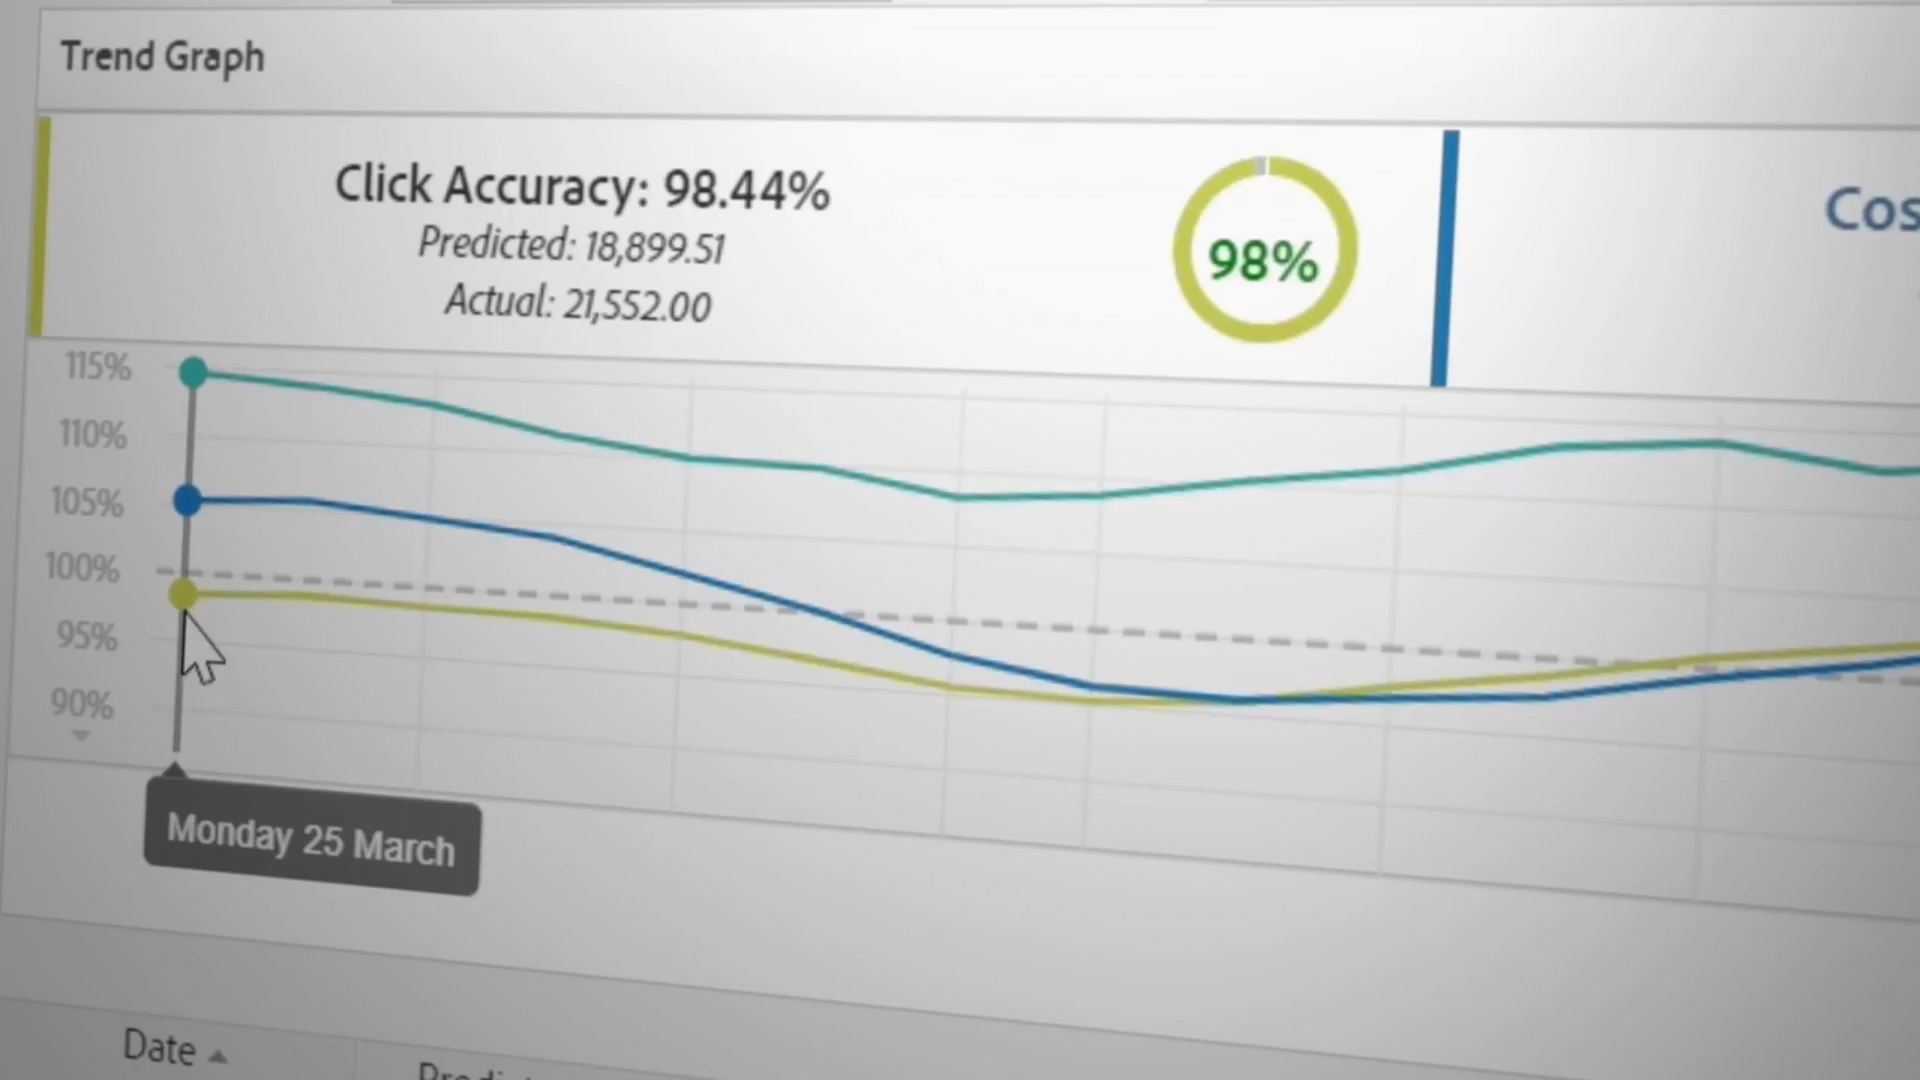 Trend Graph
Click Accuracy: 98.44%
Predicted: 18,899.51
Actual: 21,552.00
98%
Cos
115%
110%
105%
100%
95%
90%
Monday 25 March
Date
Predict